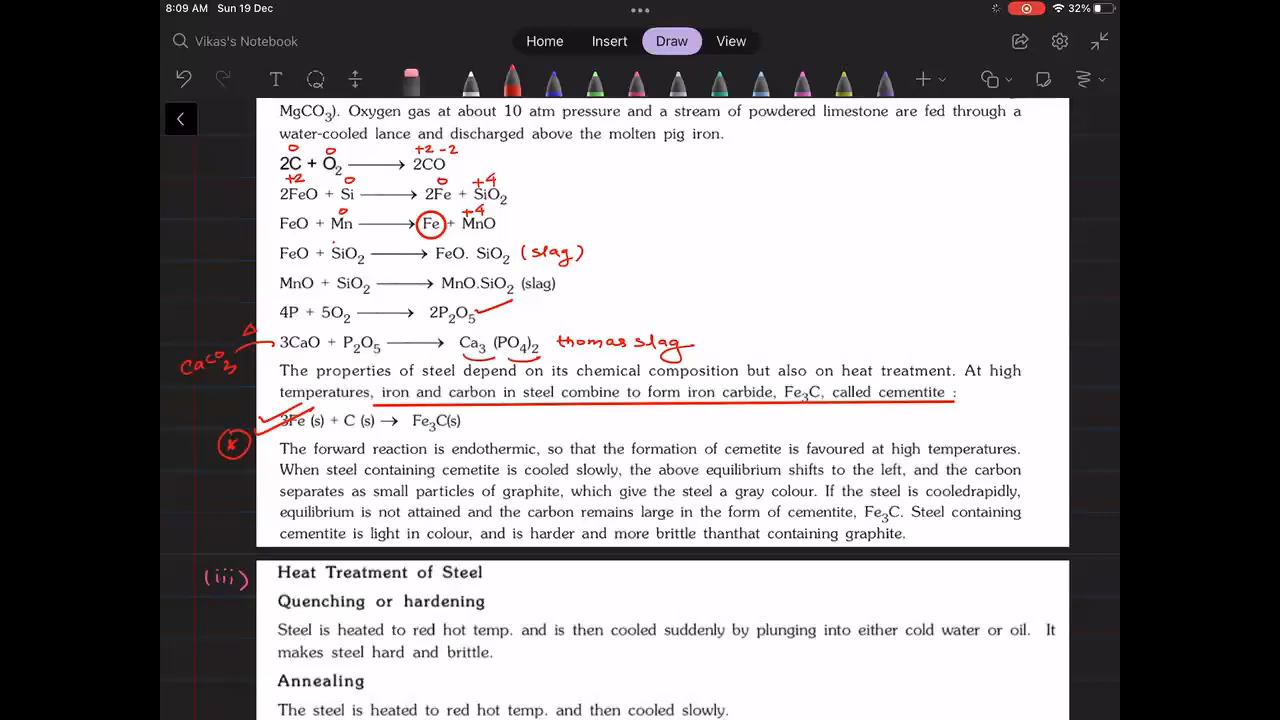 8:09 AM Sun 19 Dec
32%
Vikas's Notebook
Home Insert Draw View
MgCO₃). Oxygen gas at about 10 atm pressure and a stream of powdered limestone are fed through a
water-cooled lance and discharged above the molten pig iron.
0 0 +2 -2
2C + O₂ ⟶ 2CO
+2 0 0 +4
2FeO + Si ⟶ 2Fe + SiO₂
0 +4
FeO + Mn ⟶ Fe + MnO
FeO + SiO₂ ⟶ FeO. SiO₂ (slag)
MnO + SiO₂ ⟶ MnO.SiO₂ (slag)
4P + 5O₂ ⟶ 2P₂O₅
Δ
CaCO₃ 3CaO + P₂O₅ ⟶ Ca₃ (PO₄)₂ thomas slag
The properties of steel depend on its chemical composition but also on heat treatment. At high
temperatures, iron and carbon in steel combine to form iron carbide, Fe₃C, called cementite :
3Fe (s) + C (s) → Fe₃C(s)
The forward reaction is endothermic, so that the formation of cemetite is favoured at high temperatures.
When steel containing cemetite is cooled slowly, the above equilibrium shifts to the left, and the carbon
separates as small particles of graphite, which give the steel a gray colour. If the steel is cooledrapidly,
equilibrium is not attained and the carbon remains large in the form of cementite, Fe₃C. Steel containing
cementite is light in colour, and is harder and more brittle thanthat containing graphite.
(iii) Heat Treatment of Steel
Quenching or hardening
Steel is heated to red hot temp. and is then cooled suddenly by plunging into either cold water or oil. It
makes steel hard and brittle.
Annealing
The steel is heated to red hot temp. and then cooled slowly.